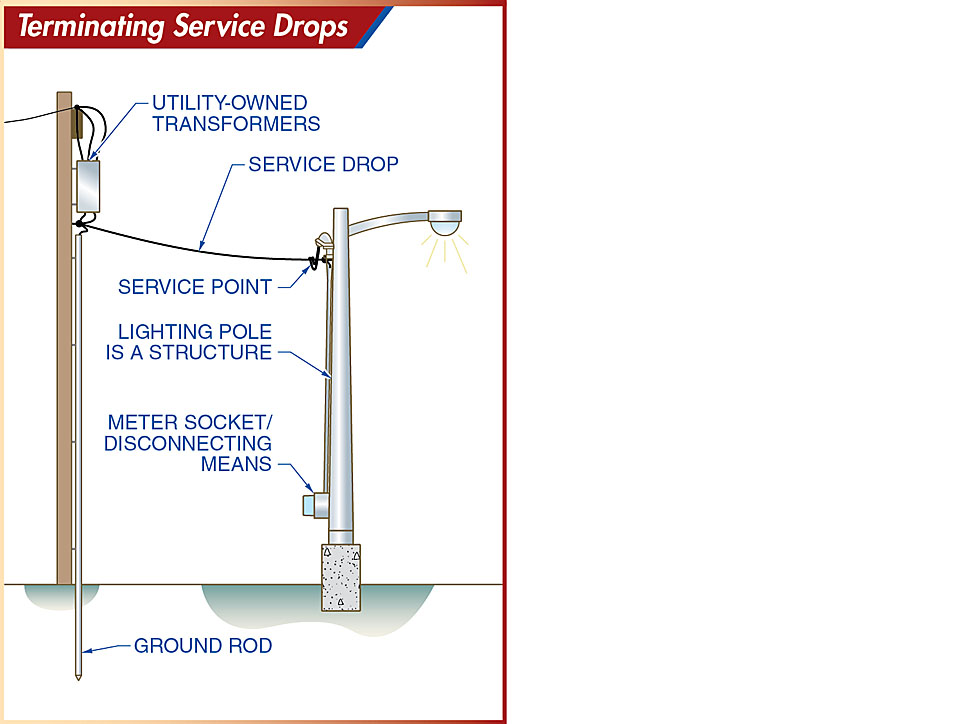 Terminating Service Drops
UTILITY-OWNED
TRANSFORMERS
SERVICE DROP
SERVICE POINT
LIGHTING POLE
IS A STRUCTURE
METER SOCKET/
DISCONNECTING
MEANS
GROUND ROD